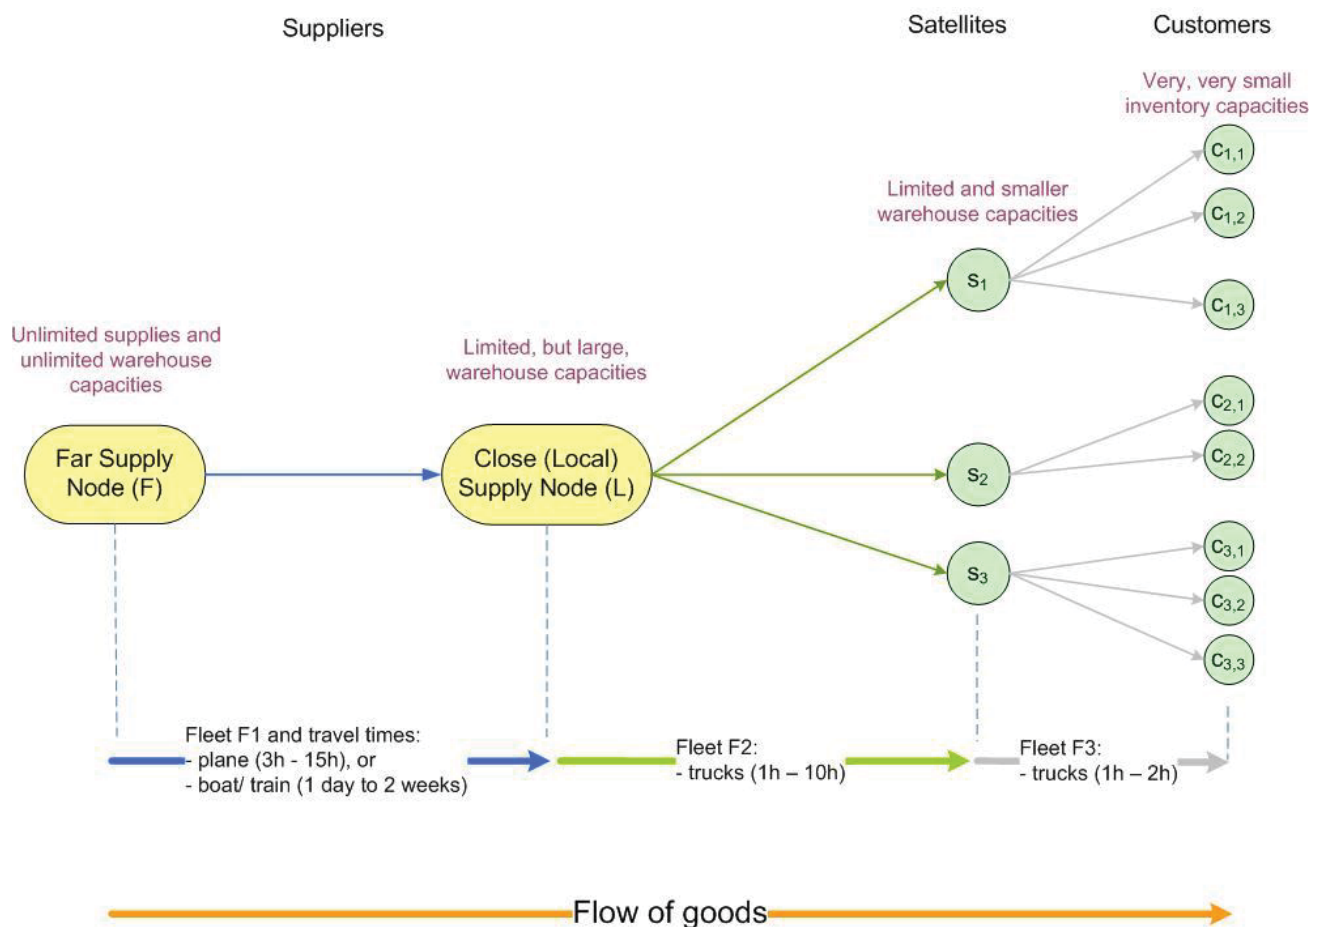 Suppliers
Satellites
Customers
Very, very small
inventory capacities
C1,1
Limited and smaller
warehouse capacities
C1,2
S1
C1,3
Unlimited supplies and
unlimited warehouse
capacities
Limited, but large,
warehouse capacities
C2,1
Far Supply
Node (F)
Close (Local)
Supply Node (L)
S2
C2,2
C3,1
S3
C3,2
C3,3
Fleet F1 and travel times:
- plane (3h - 15h), or
- boat/ train (1 day to 2 weeks)
Fleet F2:
- trucks (1h – 10h)
Fleet F3:
- trucks (1h – 2h)
Flow of goods